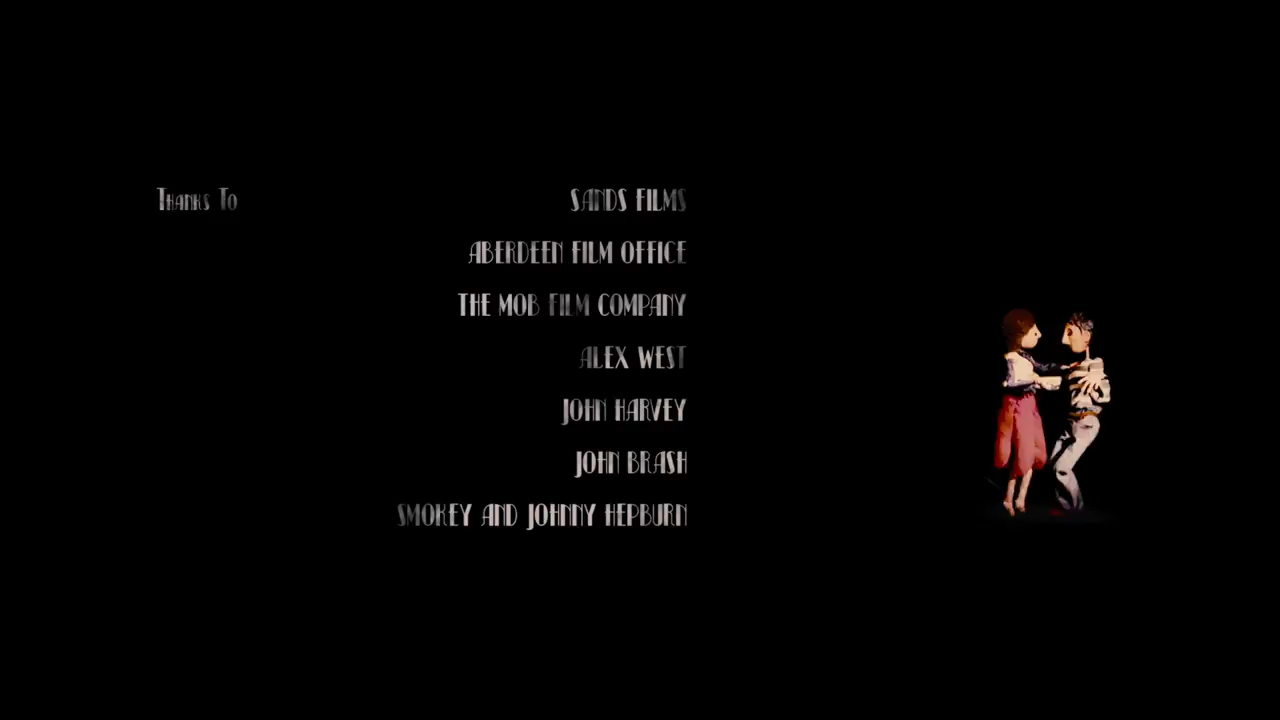 Thanks To
SANDS FILMS
ABERDEEN FILM OFFICE
THE MOB FILM COMPANY
ALEX WEST
JOHN HARVEY
JOHN BRASH
SMOKEY AND JOHNNY HEPBURN